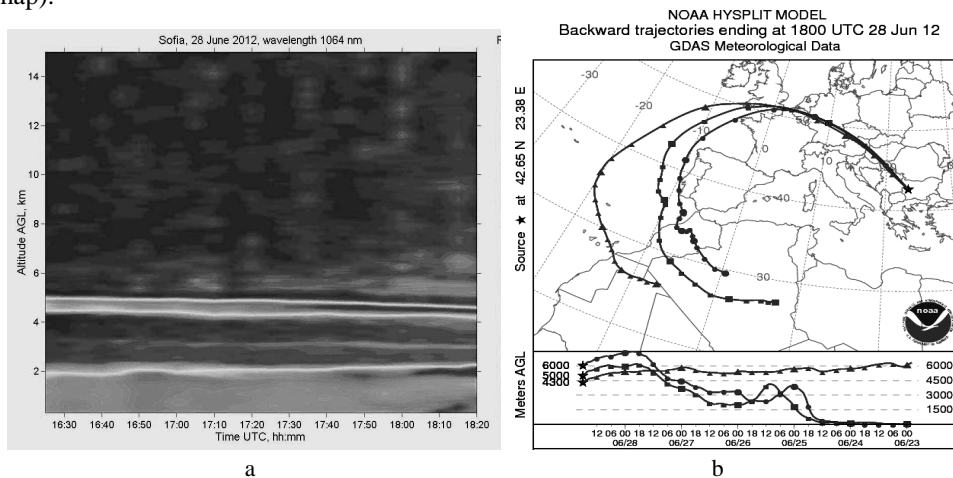 nap).
Sofia, 28 June 2012, wavelength 1064 nm
Altitude AGL, km
14
12
10
8
6
4
2
16:30 16:40 16:50 17:00 17:10 17:20 17:30 17:40 17:50 18:00 18:10 18:20
Time UTC, hh:mm
a
NOAA HYSPLIT MODEL
Backward trajectories ending at 1800 UTC 28 Jun 12
GDAS Meteorological Data
Source ★ at 42.65 N 23.38 E
-30
-20
-10
40
30
noaa
Meters AGL
6000
5000
4300
6000
4500
3000
1500
12 06 00 18 12 06 00 18 12 06 00 18 12 06 00 18 12 06 00 18 12 06 00
06/28 06/27 06/26 06/25 06/24 06/23
b